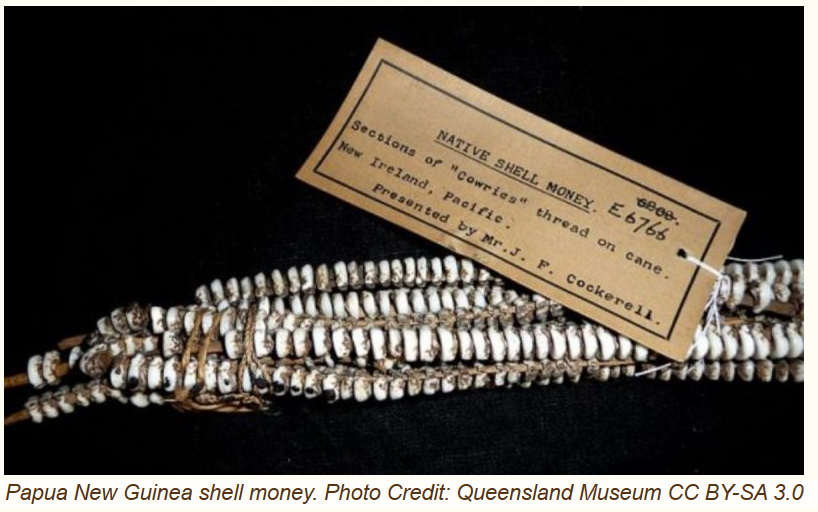 NATIVE SHELL MONEY. E6766
6800.
Sections of "Cowries" thread on cane.
New Ireland, Pacific.
Presented by Mr.J. F. Cockerell.
Papua New Guinea shell money. Photo Credit: Queensland Museum CC BY-SA 3.0